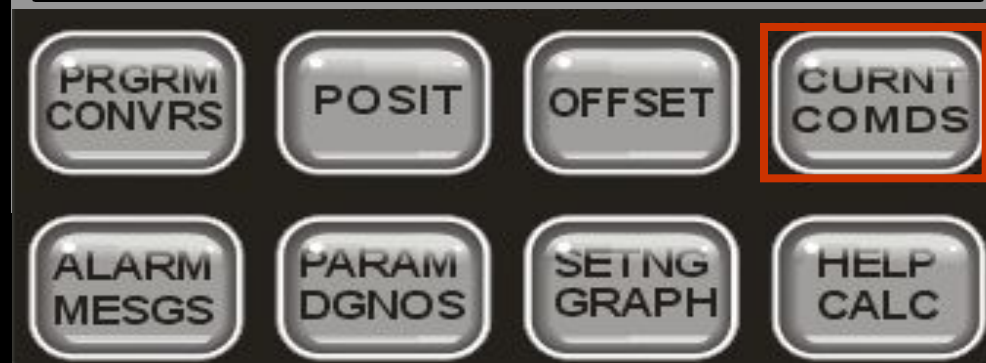 PRGRM
CONVRS
POSIT
OFFSET
CURNT
COMDS
ALARM
MESGS
PARAM
DGNOS
SETNG
GRAPH
HELP
CALC